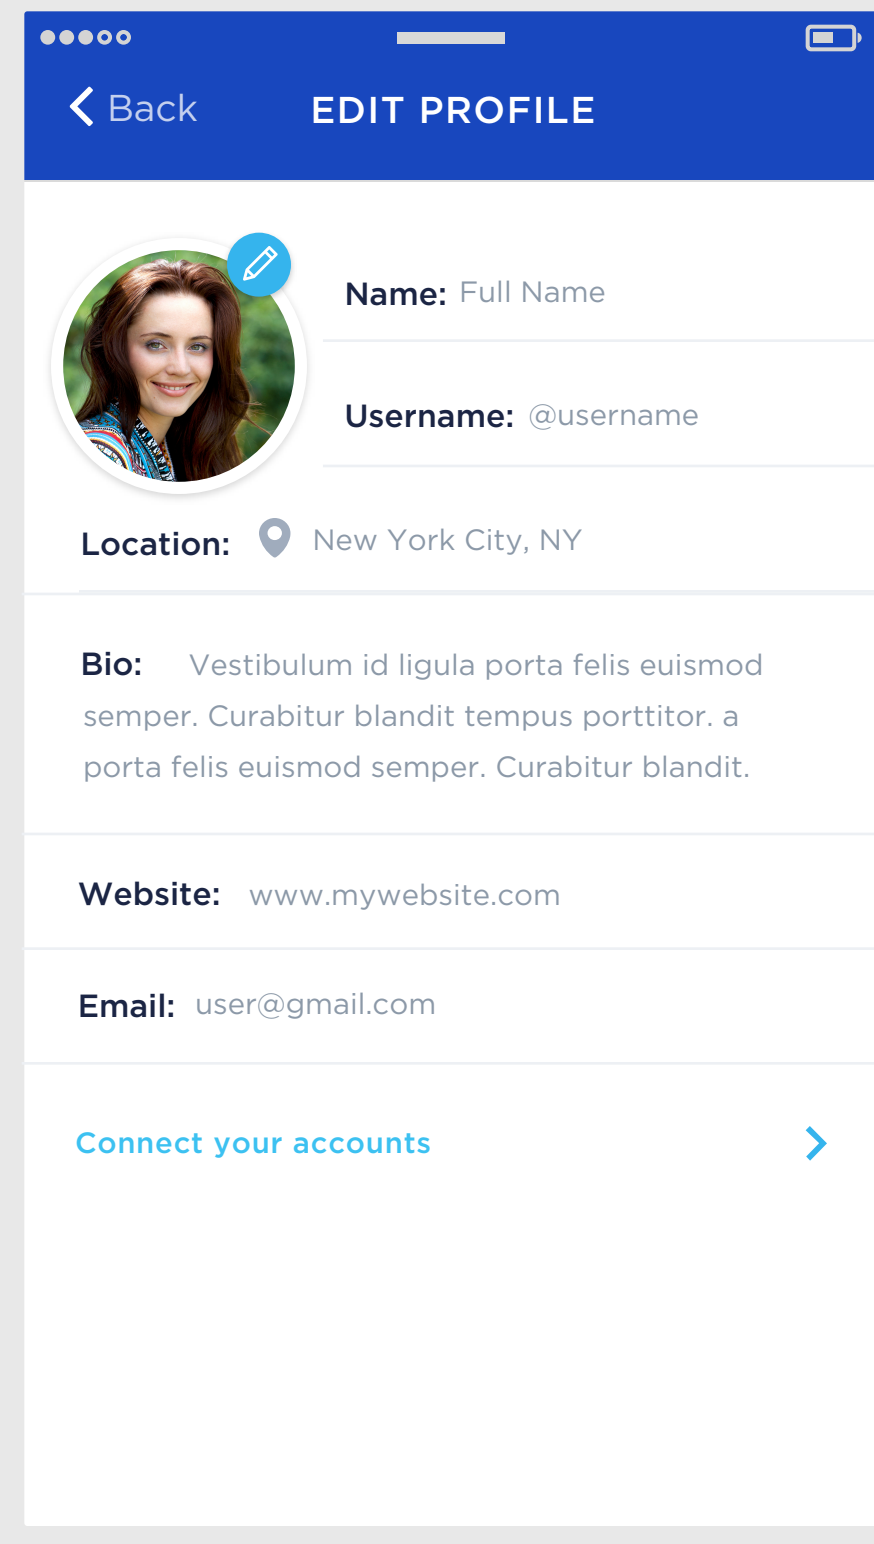 Back EDIT PROFILE
Name: Full Name
Username: @username
Location: New York City, NY
Bio: Vestibulum id ligula porta felis euismod
semper. Curabitur blandit tempus porttitor. a
porta felis euismod semper. Curabitur blandit.
Website: www.mywebsite.com
Email: user@gmail.com
Connect your accounts